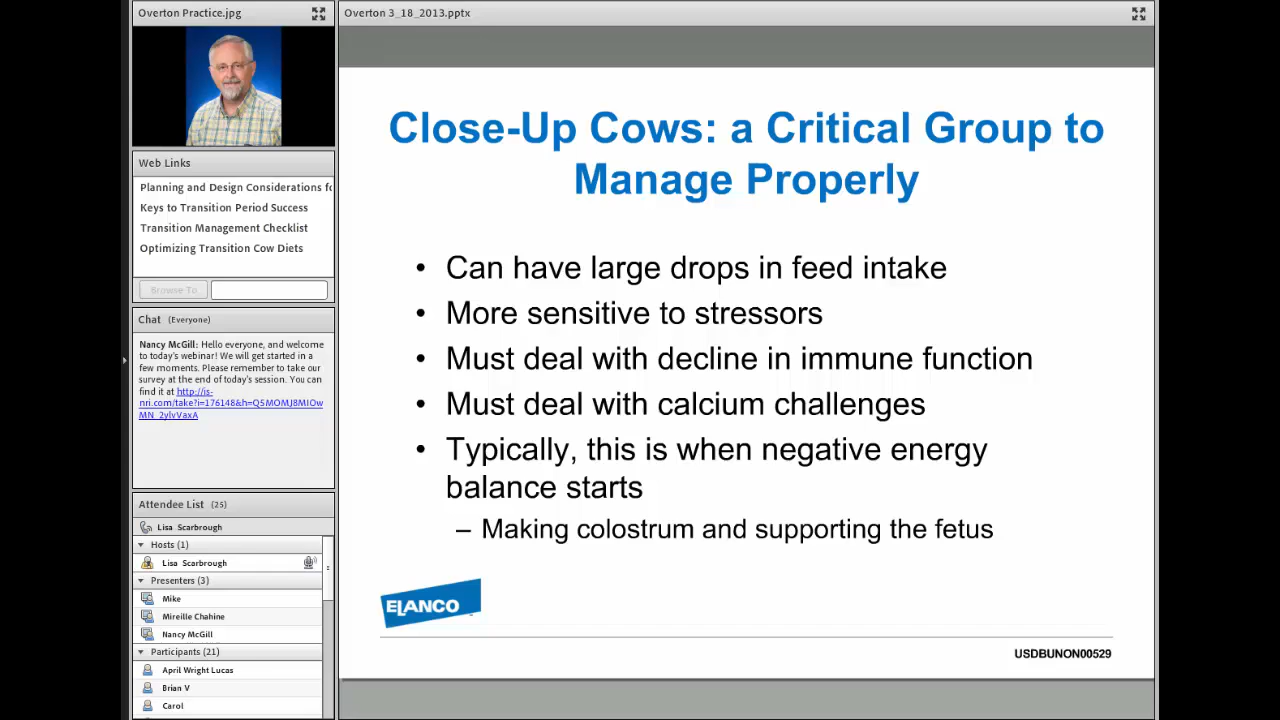 Overton Practice.jpg
Web Links
Planning and Design Considerations fo
Keys to Transition Period Success
Transition Management Checklist
Optimizing Transition Cow Diets
Browse To
Chat (Everyone)
Nancy McGill: Hello everyone, and welcome
to today's webinar! We will get started in a
few moments. Please remember to take our
survey at the end of today's session. You can
find it at http://is-
nri.com/take?i=176148&h=Q5MOMJ8MIOw
MN_2ylvVaxA
Attendee List (25)
Lisa Scarbrough
Hosts (1)
Lisa Scarbrough
Presenters (3)
Mike
Mireille Chahine
Nancy McGill
Participants (21)
April Wright Lucas
Brian V
Carol
Overton 3_18_2013.pptx
Close-Up Cows: a Critical Group to
Manage Properly
• Can have large drops in feed intake
• More sensitive to stressors
• Must deal with decline in immune function
• Must deal with calcium challenges
• Typically, this is when negative energy
balance starts
– Making colostrum and supporting the fetus
ELANCO
USDBUNON00529